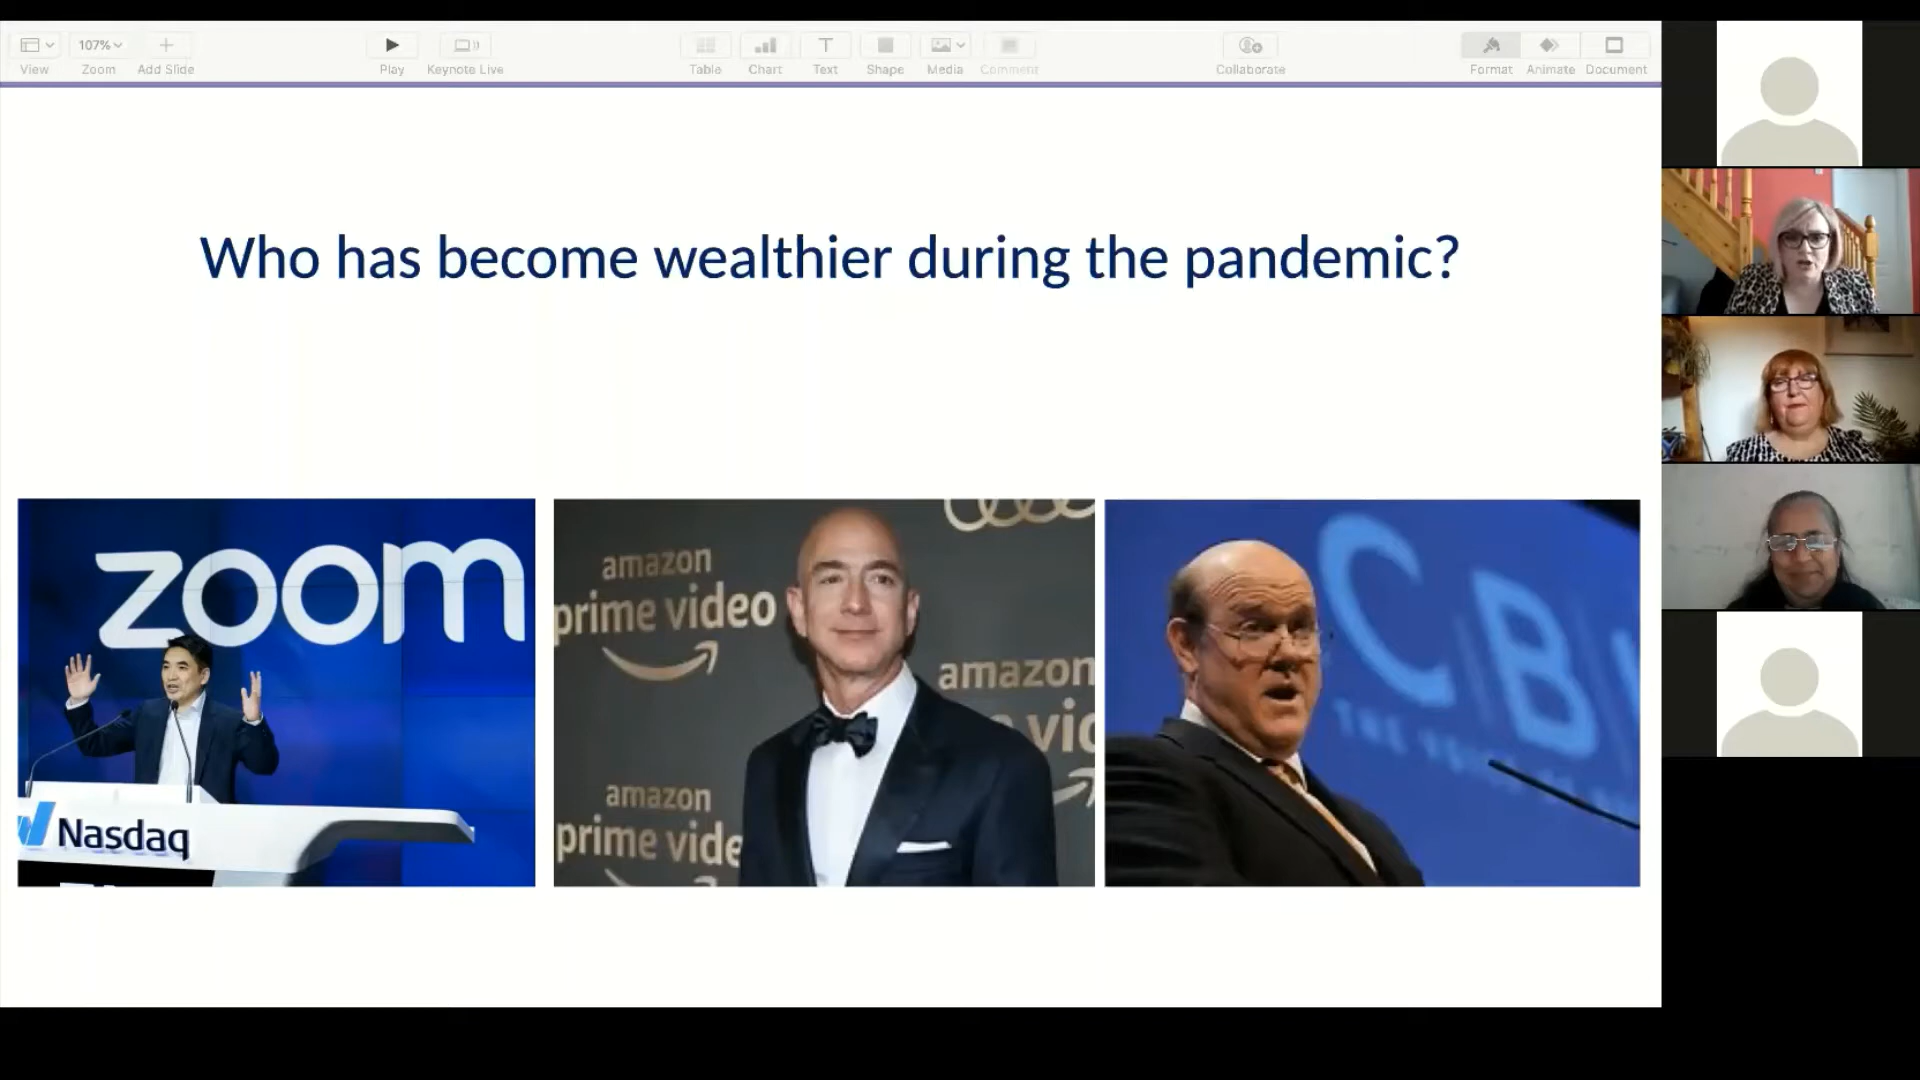 107%
View
Zoom
Add Slide
Play
Keynote Live
Table
Chart
Text
Shape
Media
Comment
Collaborate
Format
Animate
Document
Who has become wealthier during the pandemic?
zoom
Nasdaq
amazon
prime video
amazon
amazon
prime vide
CBI
THE